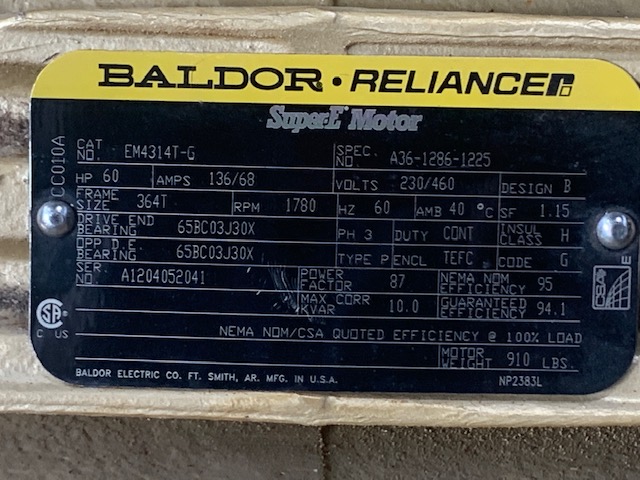 BALDOR · RELIANCE
Super-E Motor
CC010A
CAT NO. EM4314T-G SPEC. NO. A36-1286-1225
HP 60 AMPS 136/68 VOLTS 230/460 DESIGN B
FRAME SIZE 364T RPM 1780 HZ 60 AMB 40 °C SF 1.15
DRIVE END BEARING 65BC03J30X PH 3 DUTY CONT INSUL CLASS H
OPP D.E. BEARING 65BC03J30X TYPE P ENCL TEFC CODE G
SER. NO. A1204052041 POWER FACTOR 87 NEMA NOM EFFICIENCY 95
MAX CORR KVAR 10.0 GUARANTEED EFFICIENCY 94.1
NEMA NOM/CSA QUOTED EFFICIENCY @ 100% LOAD
MOTOR WEIGHT 910 LBS.
BALDOR ELECTRIC CO. FT. SMITH, AR. MFG. IN U.S.A. NP2383L
C US
CSA E